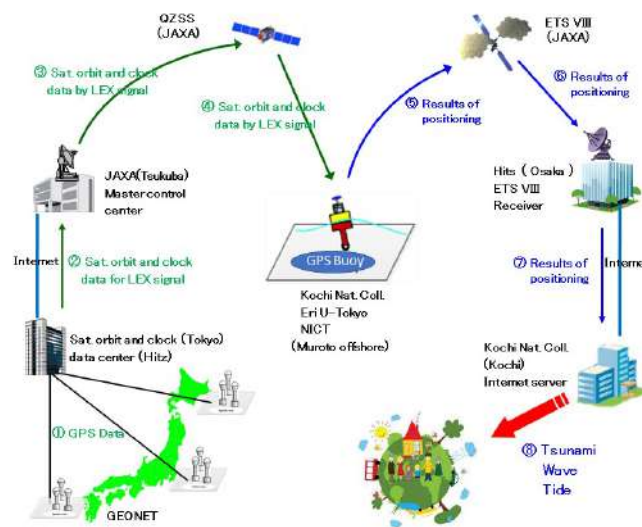 QZSS
(JAXA)
ETS VIII
(JAXA)
③ Sat. orbit and clock
data by LEX signal
④ Sat. orbit and clock
data by LEX signal
⑤ Results of
positioning
⑥ Results of
positioning
JAXA(Tsukuba)
Master control
center
Hits (Osaka)
ETS VIII
Receiver
Internet
② Sat. orbit and clock
data for LEX signal
GPS Buoy
⑦ Results of
positioning
Internet
Kochi Nat. Coll.
Eri U-Tokyo
NICT
(Muroto offshore)
Sat. orbit and clock (Tokyo)
data center (Hitz)
Kochi Nat. Coll.
(Kochi)
Internet server
① GPS Data
GEONET
⑧ Tsunami
Wave
Tide